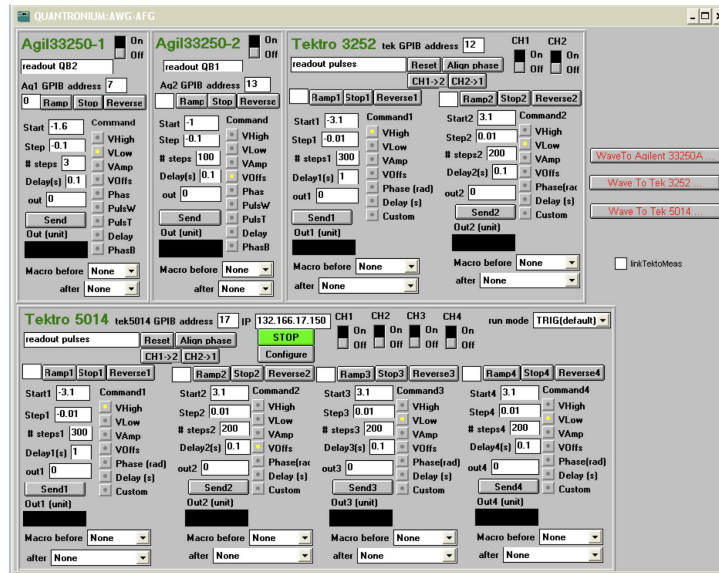 QUANTRONIUM:AWG-AFG
Agil33250-1
On
Off
readout QB2
Aq1 GPIB address 7
0 Ramp Stop Reverse
Start -1.6
Step -0.1
# steps 3
Delay(s) 0.1
out 0
Send
Out (unit)
Command
VHigh
VLow
VAmp
VOffs
Phas
PulsW
PulsT
Delay
PhasB
Macro before None
after None
Agil33250-2
On
Off
readout QB1
Aq2 GPIB address 13
Ramp Stop Reverse
Start -1
Step -0.1
# steps 100
Delay(s) 0.1
out 0
Send
Out (unit)
Command
VHigh
VLow
VAmp
VOffs
Phas
PulsW
PulsT
Delay
PhasB
Macro before None
after None
Tektro 3252 tek GPIB address 12
CH1 CH2
On On
Off Off
readout pulses Reset Align phase
CH1->2 CH2->1
Ramp1 Stop1 Reverse1
Start1 -3.1
Step1 -0.01
# steps1 300
Delay1(s) 1
out1 0
Send1
Out1 (unit)
Command1
VHigh
VLow
VAmp
VOffs
Phase (rad)
Delay (s)
Custom
Macro before None
after None
Ramp2 Stop2 Reverse2
Start2 3.1
Step2 0.01
# steps2 200
Delay2(s) 0.1
out2 0
Send2
Out2 (unit)
Command2
VHigh
VLow
VAmp
VOffs
Phase(rac
Delay (s)
Custom
Macro before None
after None
WaveTo Agilent 33250A ...
Wave To Tek 3252 ...
Wave To Tek 5014 ...
linkTektoMeas
Tektro 5014 tek5014 GPIB address 17 IP 132.166.17.150
CH1 CH2 CH3 CH4
On On On On
Off Off Off Off
run mode TRIG(default)
readout pulses Reset Align phase STOP
CH1->2 CH2->1 Configure
Ramp1 Stop1 Reverse1
Start1 -3.1
Step1 -0.01
# steps1 300
Delay1(s) 1
out1 0
Send1
Out1 (unit)
Command1
VHigh
VLow
VAmp
VOffs
Phase (rad)
Delay (s)
Custom
Macro before None
after None
Ramp2 Stop2 Reverse2
Start2 3.1
Step2 0.01
# steps2 200
Delay2(s) 0.1
out2 0
Send2
Out2 (unit)
Command2
VHigh
VLow
VAmp
VOffs
Phase(rac
Delay (s)
Custom
Macro before None
after None
Ramp3 Stop3 Reverse3
Start3 3.1
Step3 0.01
# steps3 200
Delay3(s) 0.1
out3 0
Send3
Out3 (unit)
Command3
VHigh
VLow
VAmp
VOffs
Phase(rad)
Delay (s)
Custom
Macro before None
after None
Ramp4 Stop4 Reverse4
Start4 3.1
Step4 0.01
# steps4 200
Delay4(s) 0.1
out4 0
Send4
Out4 (unit)
Command4
VHigh
VLow
VAmp
VOffs
Phase(rad)
Delay (s)
Custom
Macro before None
after None